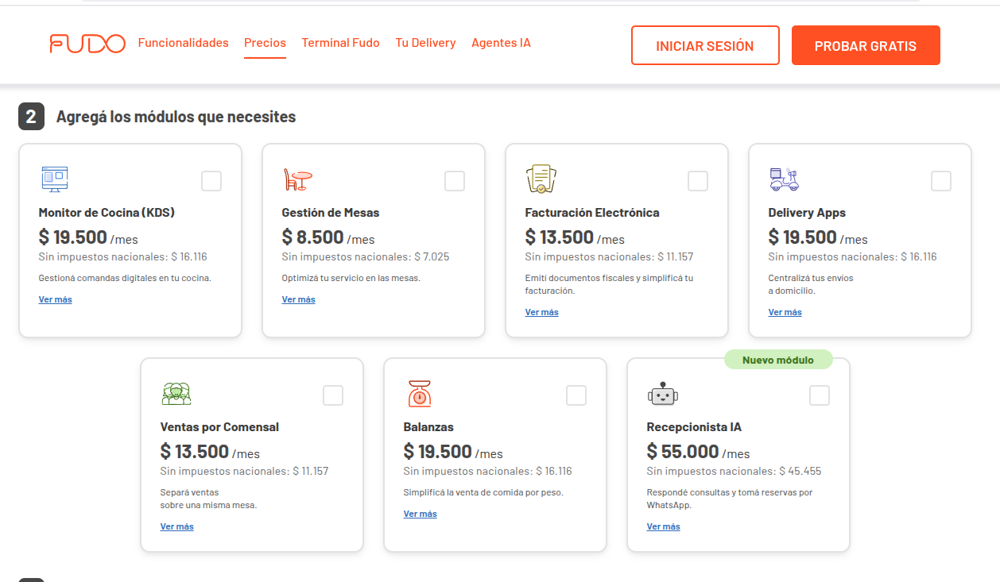 FUDO
Funcionalidades
Precios
Terminal Fudo
Tu Delivery
Agentes IA
INICIAR SESIÓN
PROBAR GRATIS
2
Agregá los módulos que necesites
Monitor de Cocina (KDS)
$ 19.500 /mes
Sin impuestos nacionales: $ 16.116
Gestioná comandas digitales en tu cocina.
Ver más
Gestión de Mesas
$ 8.500 /mes
Sin impuestos nacionales: $ 7.025
Optimizá tu servicio en las mesas.
Ver más
Facturación Electrónica
$ 13.500 /mes
Sin impuestos nacionales: $ 11.157
Emití documentos fiscales y simplificá tu
facturación.
Ver más
Delivery Apps
$ 19.500 /mes
Sin impuestos nacionales: $ 16.116
Centralizá tus envíos
a domicilio.
Ver más
Ventas por Comensal
$ 13.500 /mes
Sin impuestos nacionales: $ 11.157
Separá ventas
sobre una misma mesa.
Ver más
Balanzas
$ 19.500 /mes
Sin impuestos nacionales: $ 16.116
Simplificá la venta de comida por peso.
Ver más
Nuevo módulo
Recepcionista IA
$ 55.000 /mes
Sin impuestos nacionales: $ 45.455
Respondé consultas y tomá reservas por
WhatsApp.
Ver más